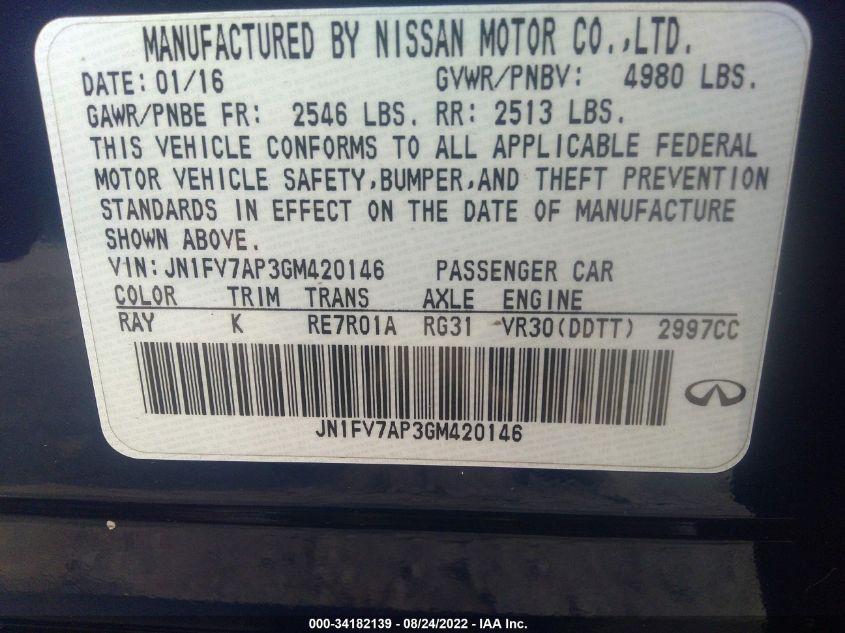 MANUFACTURED BY NISSAN MOTOR CO.,LTD.
DATE: 01/16 GVWR/PNBV: 4980 LBS.
GAWR/PNBE FR: 2546 LBS. RR: 2513 LBS.
THIS VEHICLE CONFORMS TO ALL APPLICABLE FEDERAL
MOTOR VEHICLE SAFETY,BUMPER,AND THEFT PREVENTION
STANDARDS IN EFFECT ON THE DATE OF MANUFACTURE
SHOWN ABOVE.
VIN: JN1FV7AP3GM420146 PASSENGER CAR
COLOR TRIM TRANS AXLE ENGINE
RAY K RE7R01A RG31 VR30(DDTT) 2997CC
JN1FV7AP3GM420146
000-34182139 - 08/24/2022 - IAA Inc.